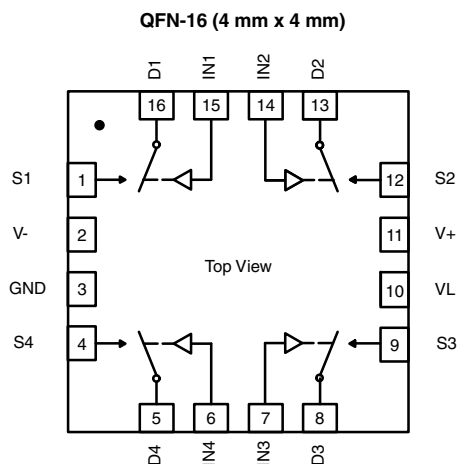 QFN-16 (4 mm x 4 mm)
D1 IN1 IN2 D2
16 15 14 13
S1 1 12 S2
V- 2 11 V+
Top View
GND 3 10 VL
S4 4 9 S3
5 6 7 8
D4 IN4 IN3 D3